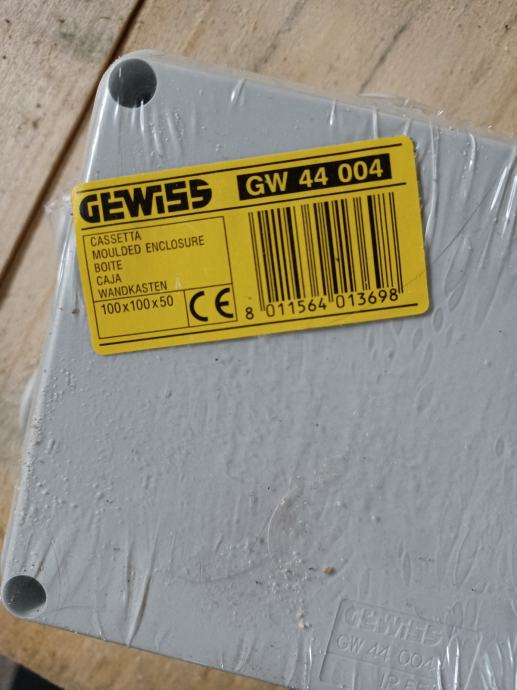 GEWISS
GW 44 004
CASSETTA
MOULDED ENCLOSURE
BOITE
CAJA
WANDKASTEN
100x100x50
CE
8 011564 013698
GEWISS
GW 44 004